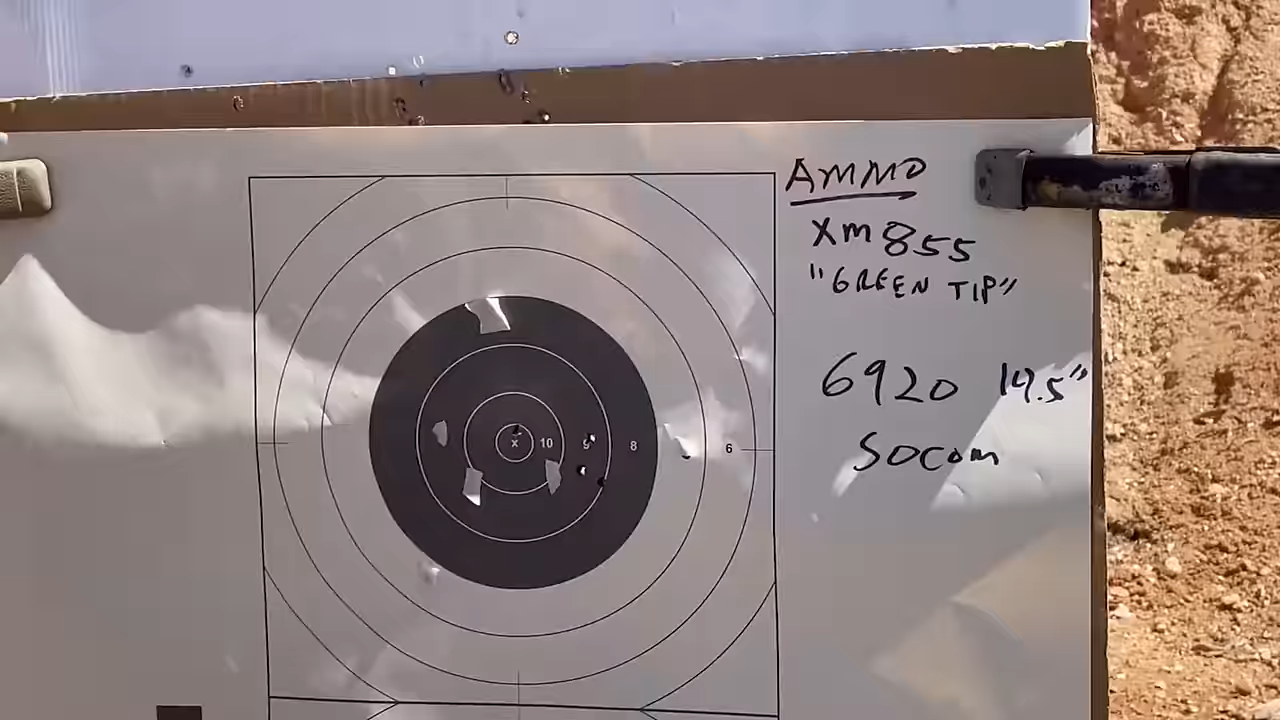 AMMO
XM855
"GREEN TIP"
6920 14.5"
SOCOM
X 10 9 8 6